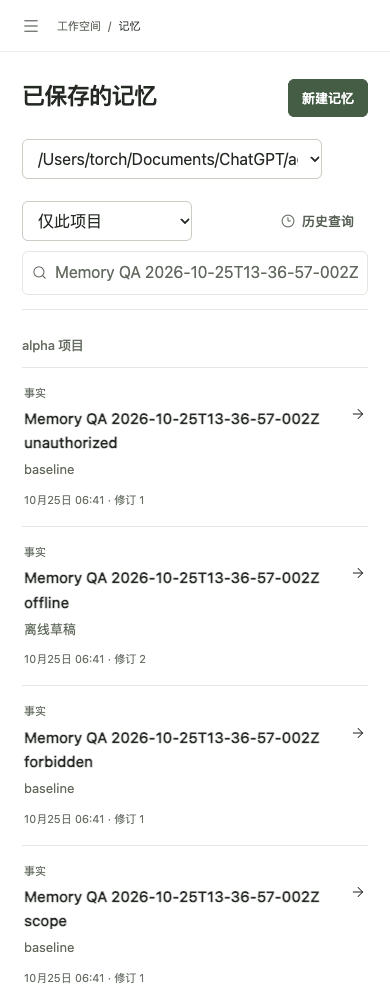 工作空间 / 记忆
已保存的记忆
新建记忆
/Users/torch/Documents/ChatGPT/a
仅此项目
历史查询
Memory QA 2026-10-25T13-36-57-002Z
alpha 项目
事实
Memory QA 2026-10-25T13-36-57-002Z
unauthorized
baseline
10月25日 06:41 · 修订 1
事实
Memory QA 2026-10-25T13-36-57-002Z
offline
离线草稿
10月25日 06:41 · 修订 2
事实
Memory QA 2026-10-25T13-36-57-002Z
forbidden
baseline
10月25日 06:41 · 修订 1
事实
Memory QA 2026-10-25T13-36-57-002Z
scope
baseline
10月25日 06:41 · 修订 1